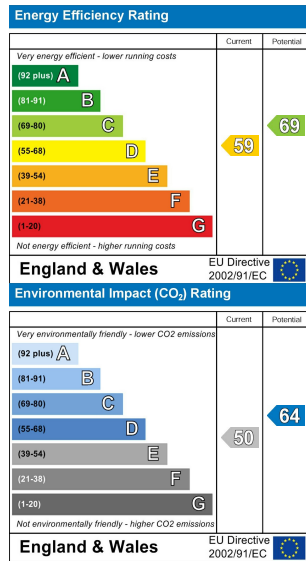 Energy Efficiency Rating
Current Potential
Very energy efficient - lower running costs
(92 plus) A
(81-91) B
(69-80) C
(55-68) D
(39-54) E
(21-38) F
(1-20) G
59
69
Not energy efficient - higher running costs
England & Wales
EU Directive
2002/91/EC
Environmental Impact (CO₂) Rating
Current Potential
Very environmentally friendly - lower CO2 emissions
(92 plus) A
(81-91) B
(69-80) C
(55-68) D
(39-54) E
(21-38) F
(1-20) G
50
64
Not environmentally friendly - higher CO2 emissions
England & Wales
EU Directive
2002/91/EC